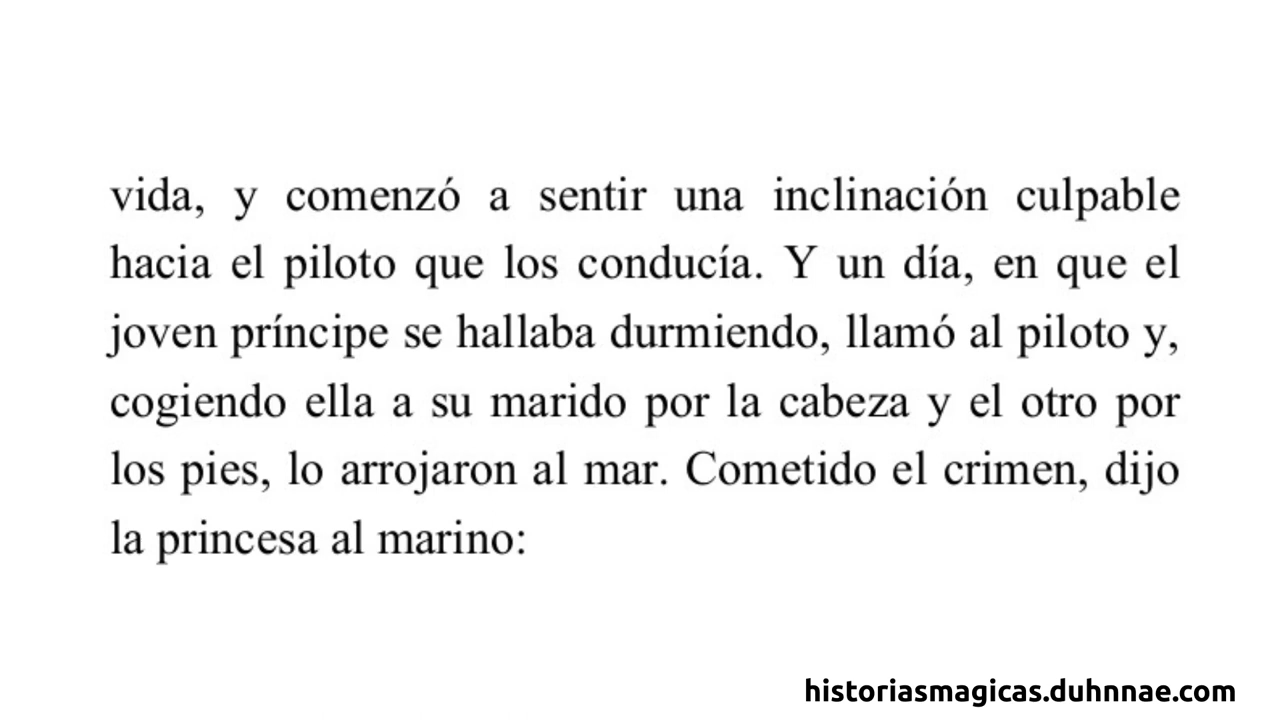 vida, y comenzó a sentir una inclinación culpable
hacia el piloto que los conducía. Y un día, en que el
joven príncipe se hallaba durmiendo, llamó al piloto y,
cogiendo ella a su marido por la cabeza y el otro por
los pies, lo arrojaron al mar. Cometido el crimen, dijo
la princesa al marino:
historiasmagicas.duhnnae.com